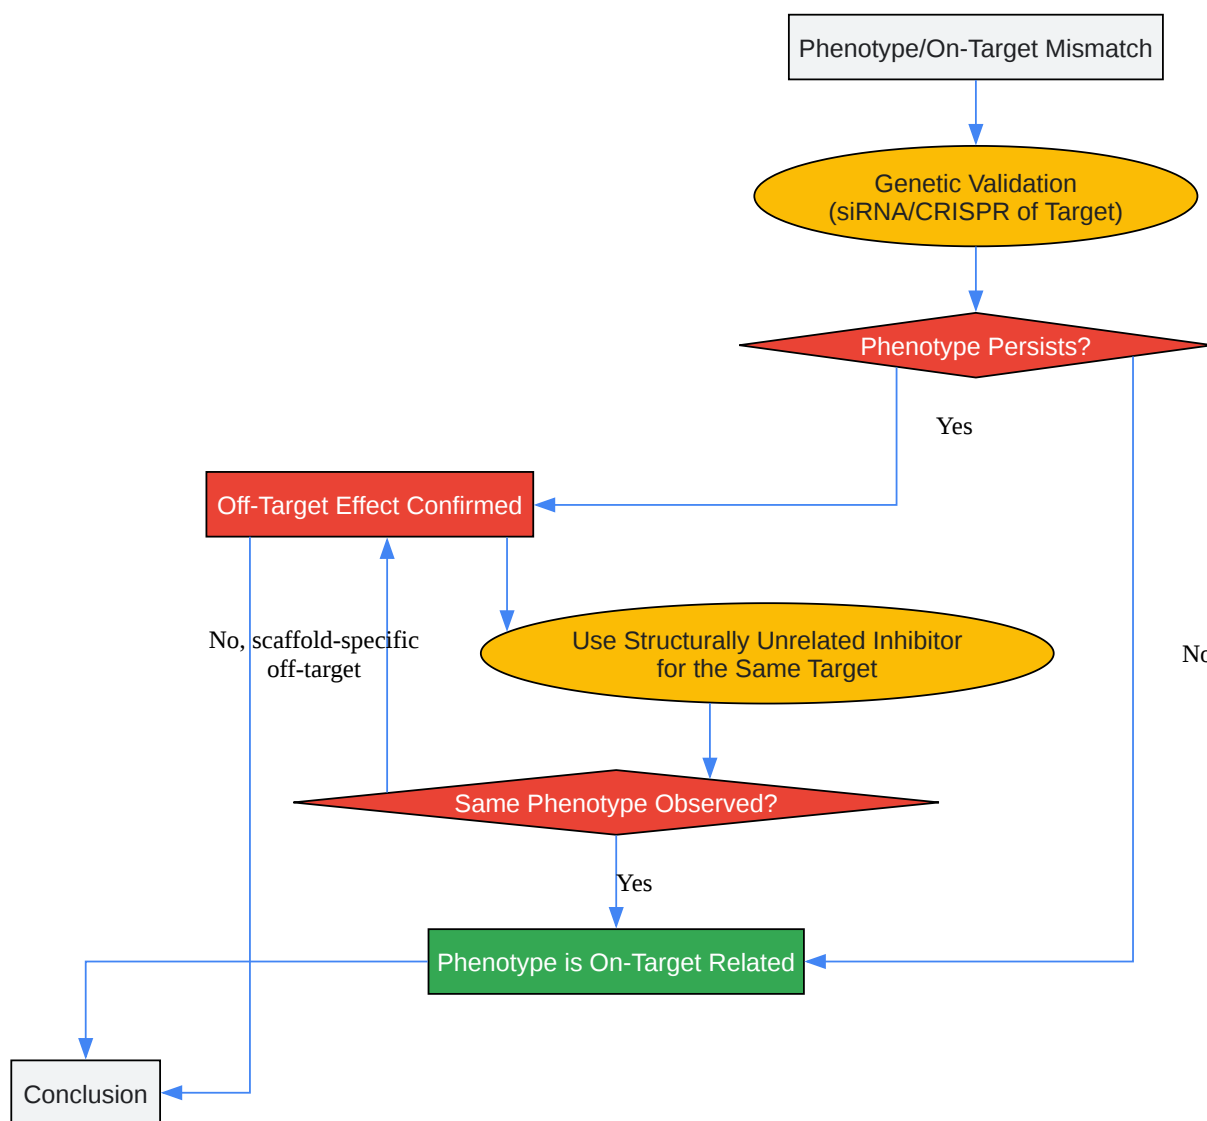 Phenotype/On-Target Mismatch
Genetic Validation
(siRNA/CRISPR of Target)
Phenotype Persists?
Yes
Off-Target Effect Confirmed
No, scaffold-specific
off-target
Use Structurally Unrelated Inhibitor
for the Same Target
No
Same Phenotype Observed?
Yes
Phenotype is On-Target Related
Conclusion